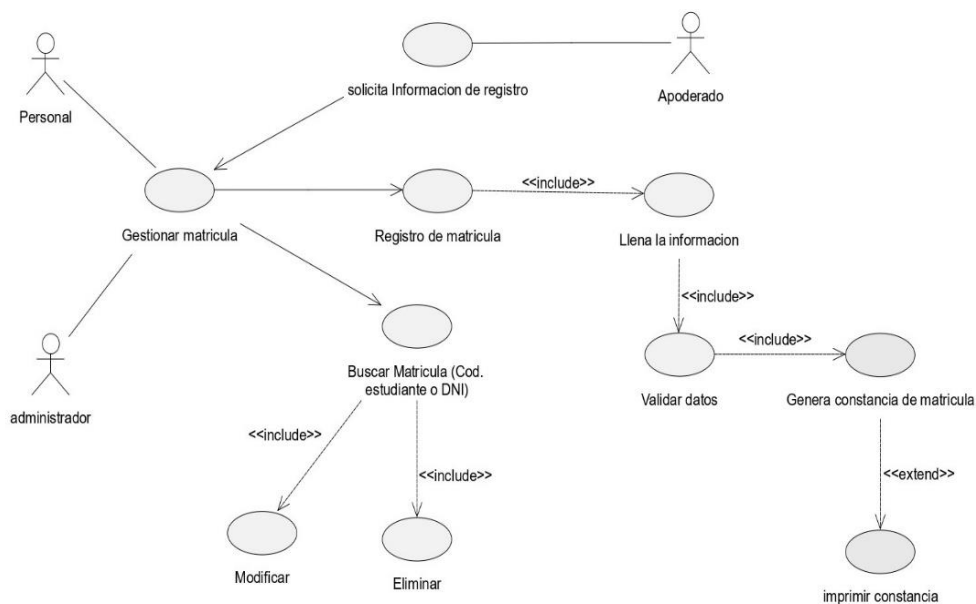 Personal
solicita Informacion de registro
Apoderado
Gestionar matricula
Registro de matricula
<<include>>
Llena la informacion
<<include>>
administrador
Buscar Matricula (Cod.
estudiante o DNI)
Validar datos
<<include>>
Genera constancia de matricula
<<include>>
<<include>>
<<extend>>
Modificar
Eliminar
imprimir constancia